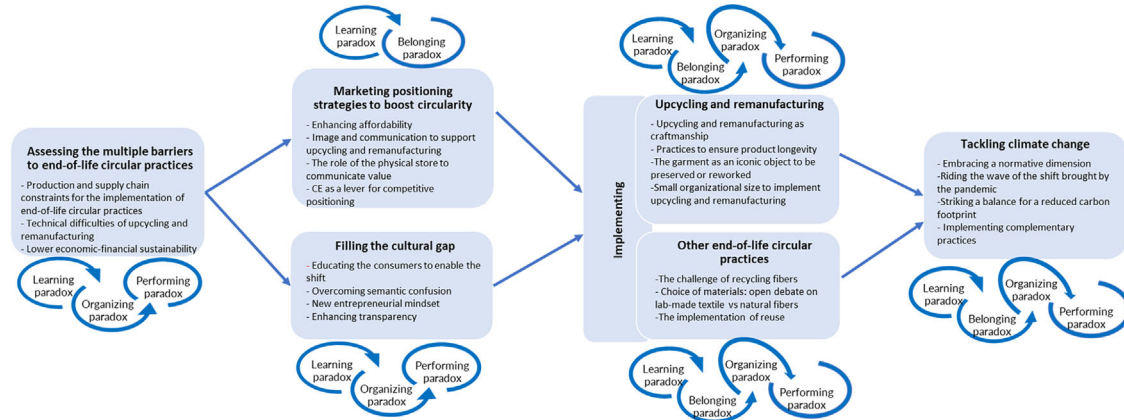 Assessing the multiple barriers
to end-of-life circular practices
- Production and supply chain
constraints for the implementation of
end-of-life circular practices
- Technical difficulties of upcycling and
remanufacturing
- Lower economic-financial sustainability
Learning
paradox
Organizing
paradox
Performing
paradox
Learning
paradox
Belonging
paradox
Marketing positioning
strategies to boost circularity
- Enhancing affordability
- Image and communication to support
upcycling and remanufacturing
- The role of the physical store to
communicate value
- CE as a lever for competitive
positioning
Filling the cultural gap
- Educating the consumers to enable the
shift
- Overcoming semantic confusion
- New entrepreneurial mindset
- Enhancing transparency
Learning
paradox
Organizing
paradox
Performing
paradox
Learning
paradox
Belonging
paradox
Organizing
paradox
Performing
paradox
Implementing
Upcycling and remanufacturing
- Upcycling and remanufacturing as
craftmanship
- Practices to ensure product longevity
-The garment as an iconic object to be
preserved or reworked
-Small organizational size to implement
upcycling and remanufacturing
Other end-of-life circular
practices
-The challenge of recycling fibers
- Choice of materials: open debate on
lab-made textile vs natural fibers
-The implementation of reuse
Learning
paradox
Belonging
paradox
Organizing
paradox
Performing
paradox
Tackling climate change
- Embracing a normative dimension
-Riding the wave of the shift brought by
the pandemic
-Striking a balance for a reduced carbon
footprint
- Implementing complementary
practices
Learning
paradox
Belonging
paradox
Organizing
paradox
Performing
paradox